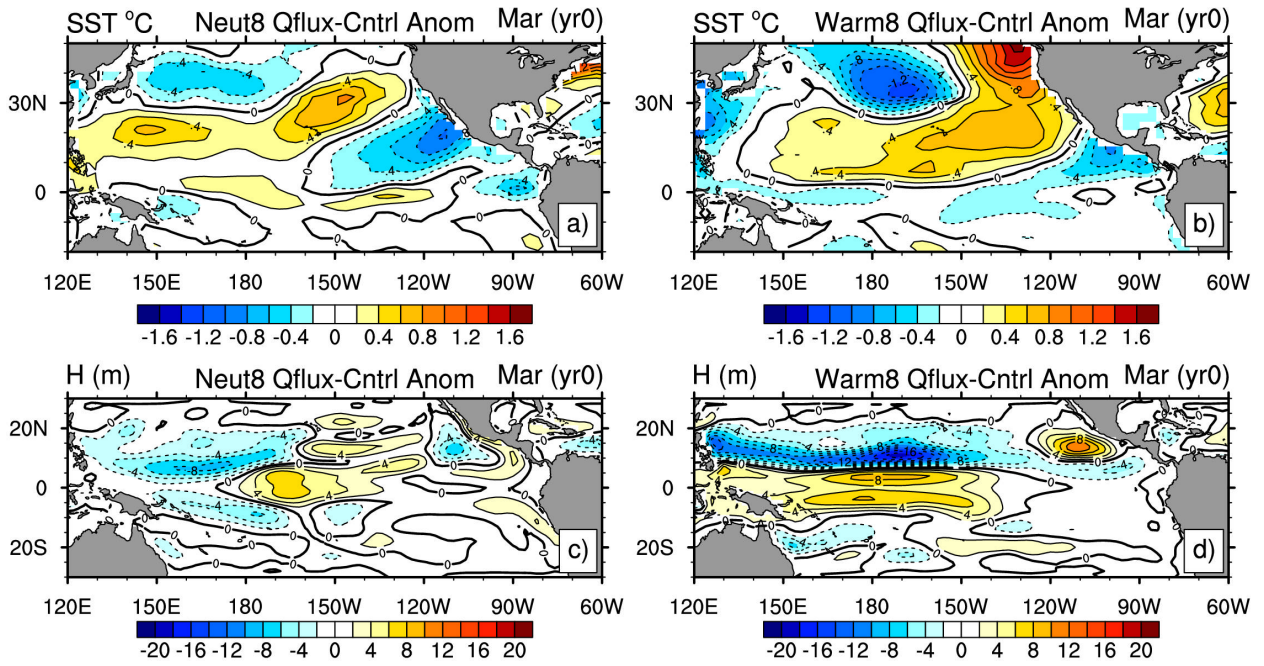 SST °C Neut8 Qflux-Cntrl Anom Mar (yr0)
30N
0
a)
120E 150E 180 150W 120W 90W 60W
-1.6 -1.2 -0.8 -0.4 0 0.4 0.8 1.2 1.6
SST °C Warm8 Qflux-Cntrl Anom Mar (yr0)
30N
0
b)
120E 150E 180 150W 120W 90W 60W
-1.6 -1.2 -0.8 -0.4 0 0.4 0.8 1.2 1.6
H (m) Neut8 Qflux-Cntrl Anom Mar (yr0)
20N
0
20S
c)
120E 150E 180 150W 120W 90W 60W
-20 -16 -12 -8 -4 0 4 8 12 16 20
H (m) Warm8 Qflux-Cntrl Anom Mar (yr0)
20N
0
20S
d)
120E 150E 180 150W 120W 90W 60W
-20 -16 -12 -8 -4 0 4 8 12 16 20